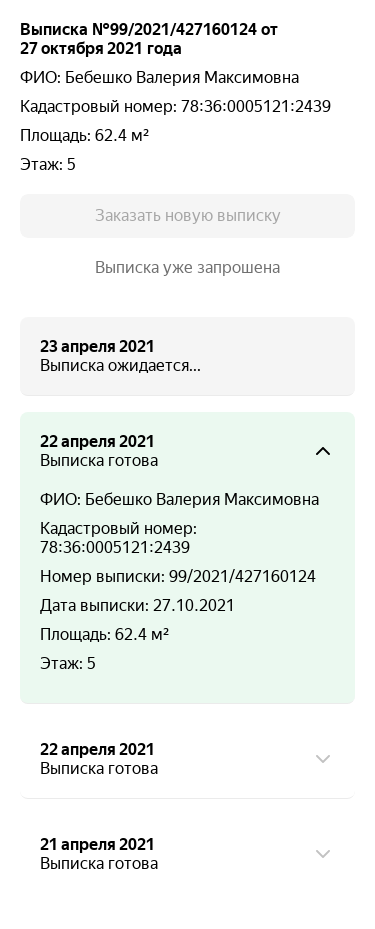 Выписка №99/2021/427160124 от
27 октября 2021 года
ФИО: Бебешко Валерия Максимовна
Кадастровый номер: 78:36:0005121:2439
Площадь: 62.4 м²
Этаж: 5
Заказать новую выписку
Выписка уже запрошена
23 апреля 2021
Выписка ожидается...
22 апреля 2021
Выписка готова
ФИО: Бебешко Валерия Максимовна
Кадастровый номер:
78:36:0005121:2439
Номер выписки: 99/2021/427160124
Дата выписки: 27.10.2021
Площадь: 62.4 м²
Этаж: 5
22 апреля 2021
Выписка готова
21 апреля 2021
Выписка готова